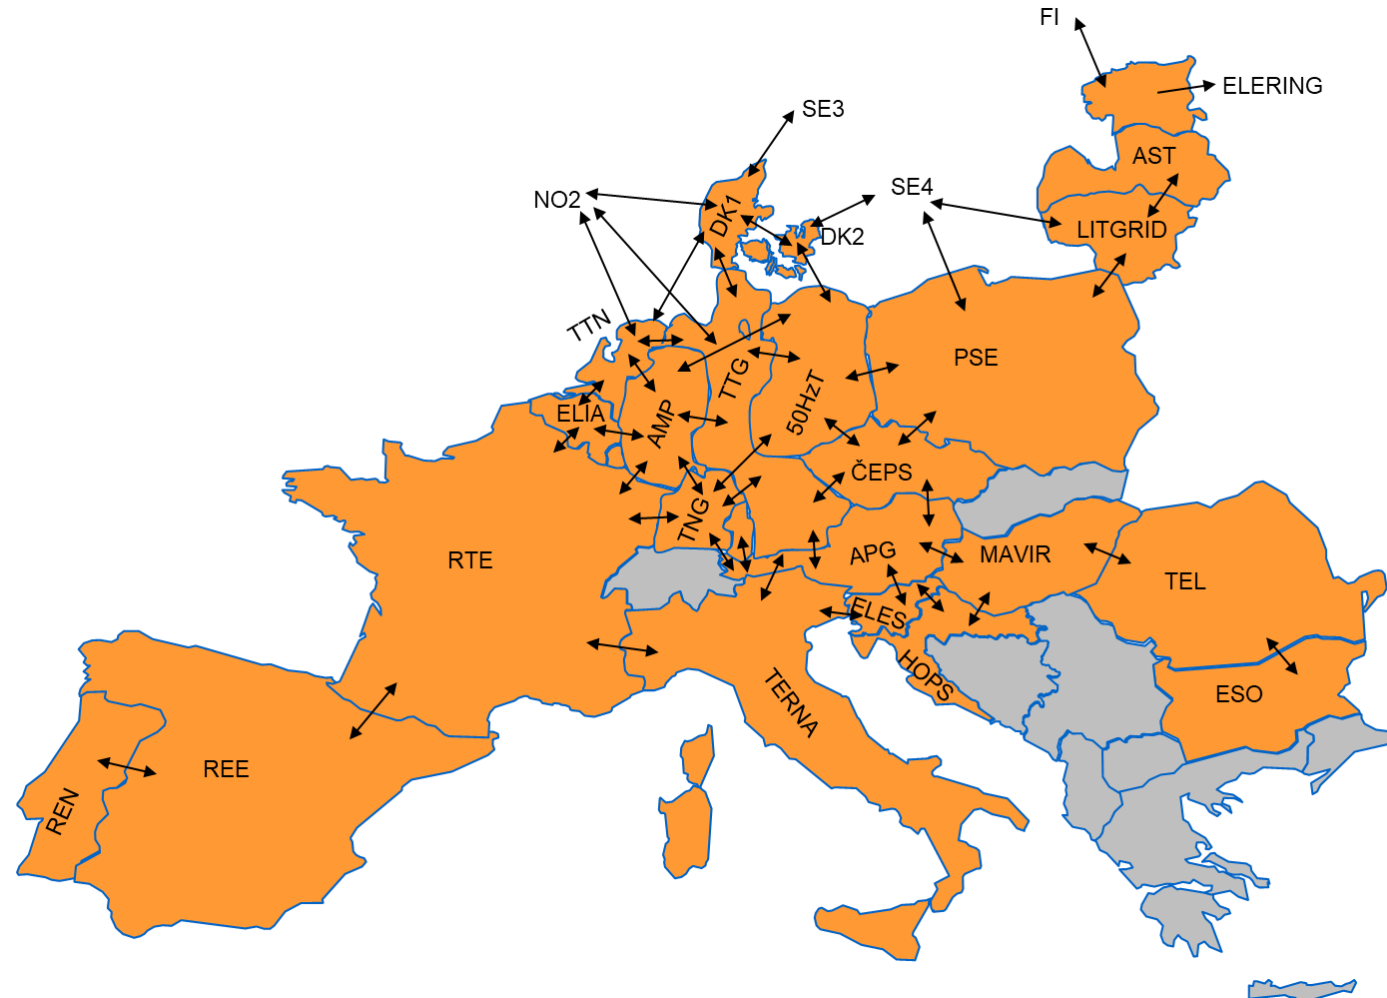 FI
ELERING
SE3
AST
SE4
NO2
DK1
DK2
LITGRID
TTN
PSE
TTG
50HzT
ELIA
AMP
ČEPS
TNG
RTE
APG
MAVIR
TEL
ELES
HOPS
ESO
TERNA
REE
REN